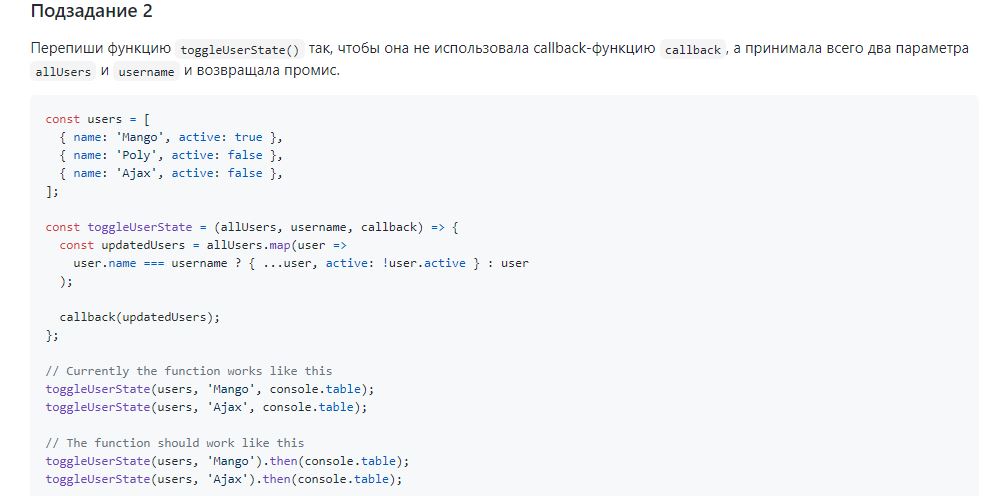 Подзадание 2
Перепиши функцию toggleUserState() так, чтобы она не использовала callback-функцию callback, а принимала всего два параметра
allUsers и username и возвращала промис.
const users = [
  { name: 'Mango', active: true },
  { name: 'Poly', active: false },
  { name: 'Ajax', active: false },
];
const toggleUserState = (allUsers, username, callback) => {
  const updatedUsers = allUsers.map(user =>
    user.name === username ? { ...user, active: !user.active } : user
  );
  callback(updatedUsers);
};
// Currently the function works like this
toggleUserState(users, 'Mango', console.table);
toggleUserState(users, 'Ajax', console.table);
// The function should work like this
toggleUserState(users, 'Mango').then(console.table);
toggleUserState(users, 'Ajax').then(console.table);